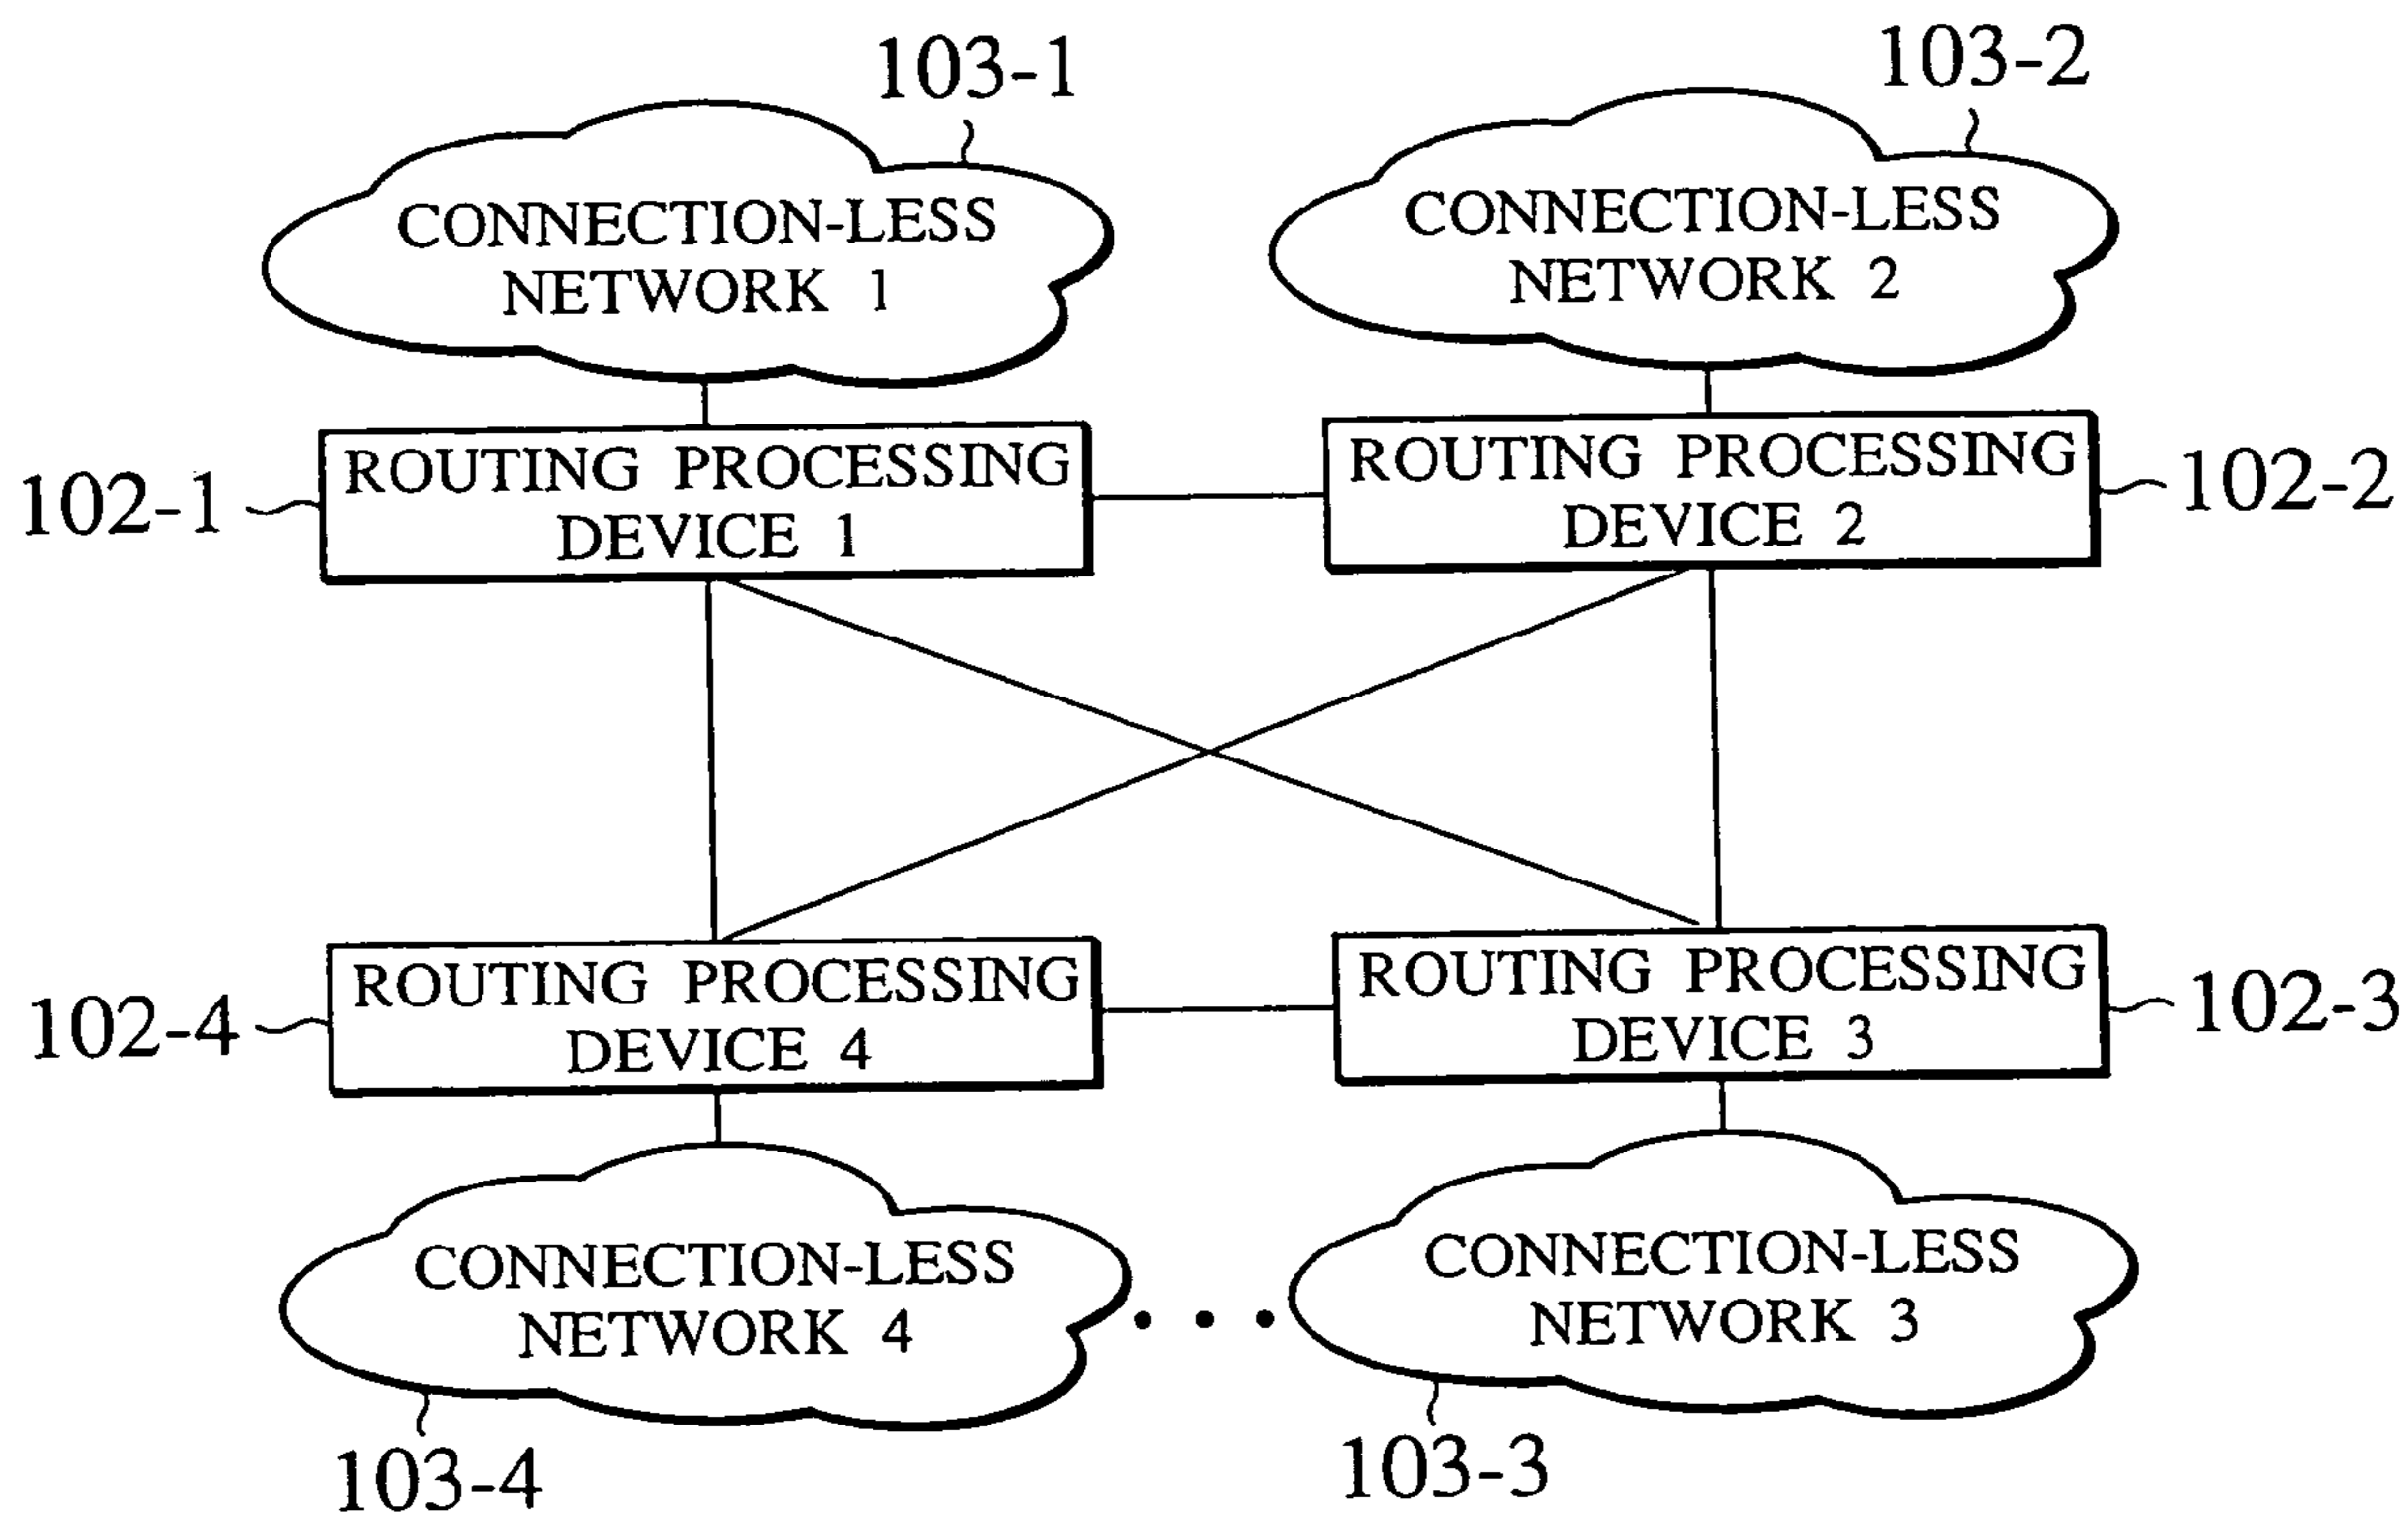 103-1
103-2
CONNECTION-LESS
NETWORK 1
CONNECTION-LESS
NETWORK 2
102-1
ROUTING PROCESSING
DEVICE 1
ROUTING PROCESSING
DEVICE 2
102-2
102-4
ROUTING PROCESSING
DEVICE 4
ROUTING PROCESSING
DEVICE 3
102-3
CONNECTION-LESS
NETWORK 4
• • •
CONNECTION-LESS
NETWORK 3
103-4
103-3